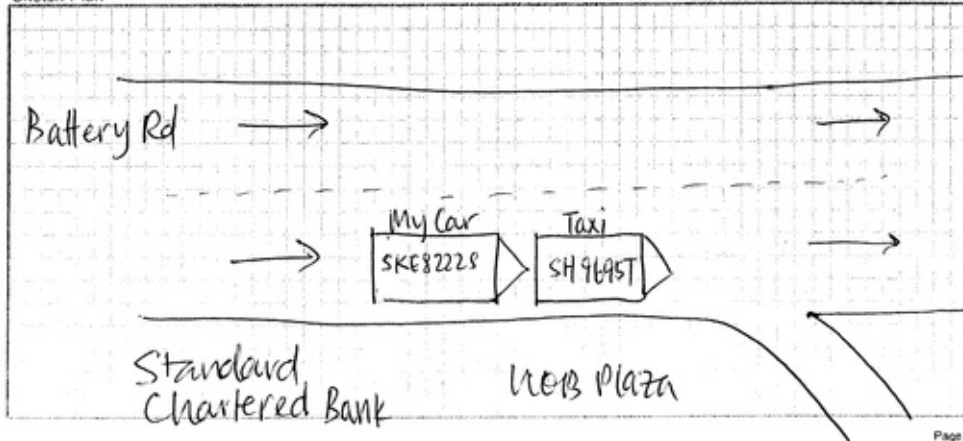 Battery Rd
My Car
Taxi
SKE8222S
SH9695T
Standard
Chartered Bank
UOB Plaza
Page